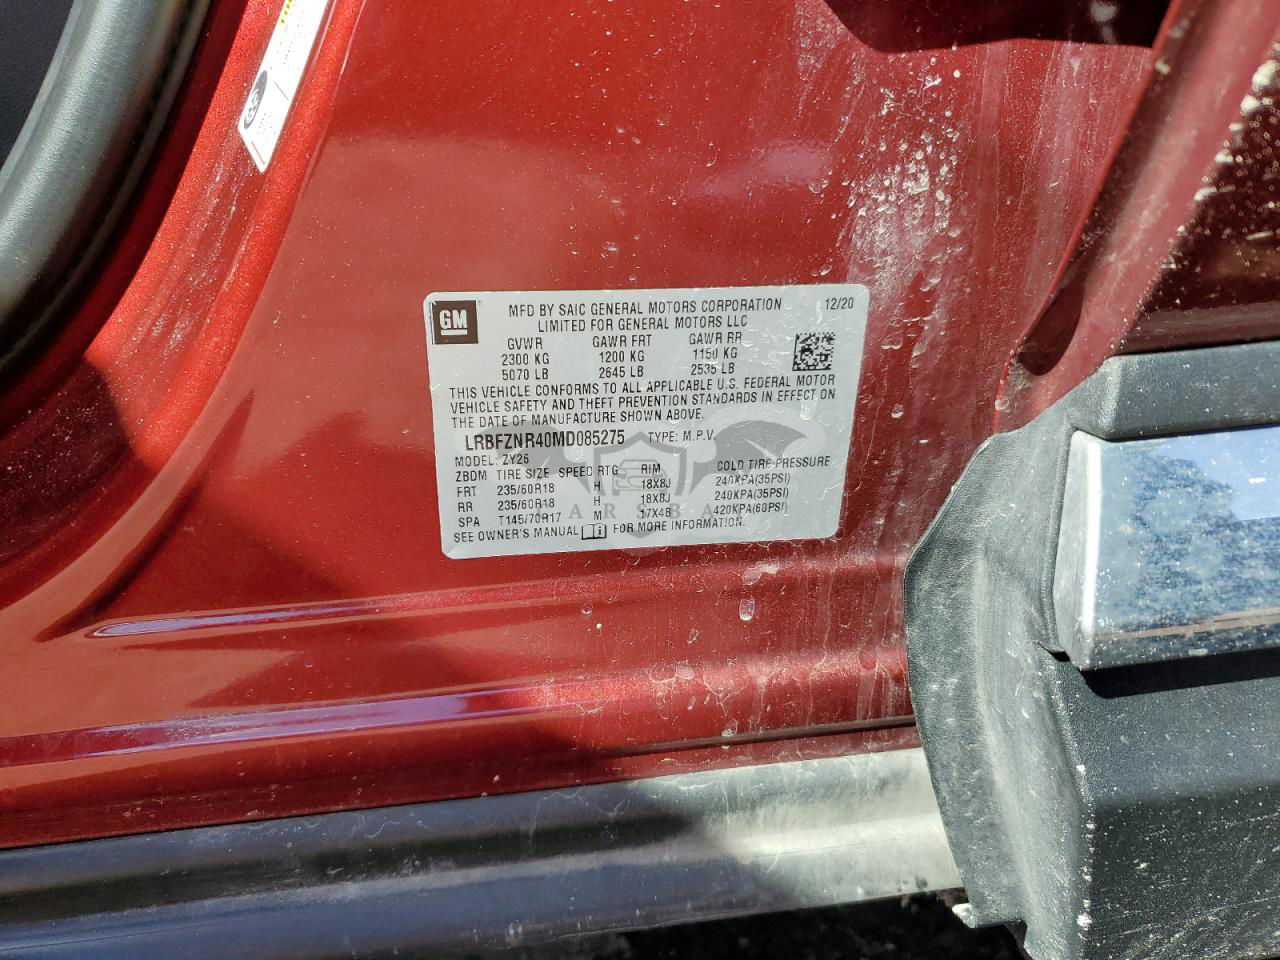 GM
MFD BY SAIC GENERAL MOTORS CORPORATION 12/20
LIMITED FOR GENERAL MOTORS LLC
GVWR GAWR FRT GAWR RR
2300 KG 1200 KG 1150 KG
5070 LB 2645 LB 2535 LB
THIS VEHICLE CONFORMS TO ALL APPLICABLE U.S. FEDERAL MOTOR
VEHICLE SAFETY AND THEFT PREVENTION STANDARDS IN EFFECT ON
THE DATE OF MANUFACTURE SHOWN ABOVE.
LRBFZNR40MD085275 TYPE: M.P.V.
MODEL: ZY26
ZBDM TIRE SIZE SPEED RTG RIM COLD TIRE PRESSURE
FRT 235/60R18 H 18X8J 240KPA(35PSI)
RR 235/60R18 H 18X8J 240KPA(35PSI)
SPA T145/70R17 M 17X4B 420KPA(60PSI)
SEE OWNER'S MANUAL i FOR MORE INFORMATION.